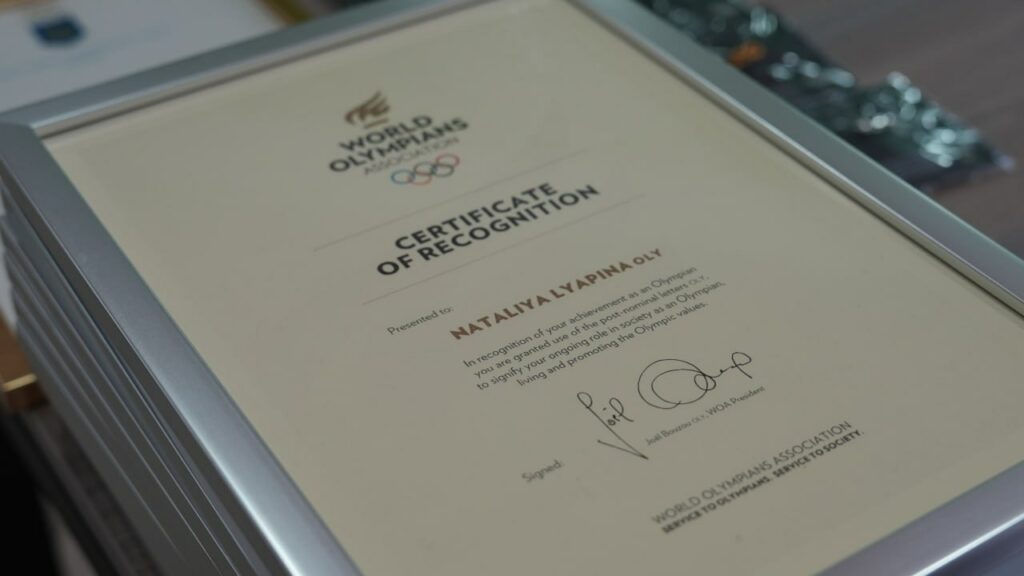 WORLD
OLYMPIANS
ASSOCIATION
CERTIFICATE
OF RECOGNITION
Presented to:
NATALIYA LYAPINA OLY
In recognition of your achievement as an Olympian
you are granted use of the post-nominal letters OLY,
to signify your ongoing role in society as an Olympian,
living and promoting the Olympic values.
Signed:
Joël Bouzou OLY, WOA President
WORLD OLYMPIANS ASSOCIATION
SERVICE TO OLYMPIANS. SERVICE TO SOCIETY.